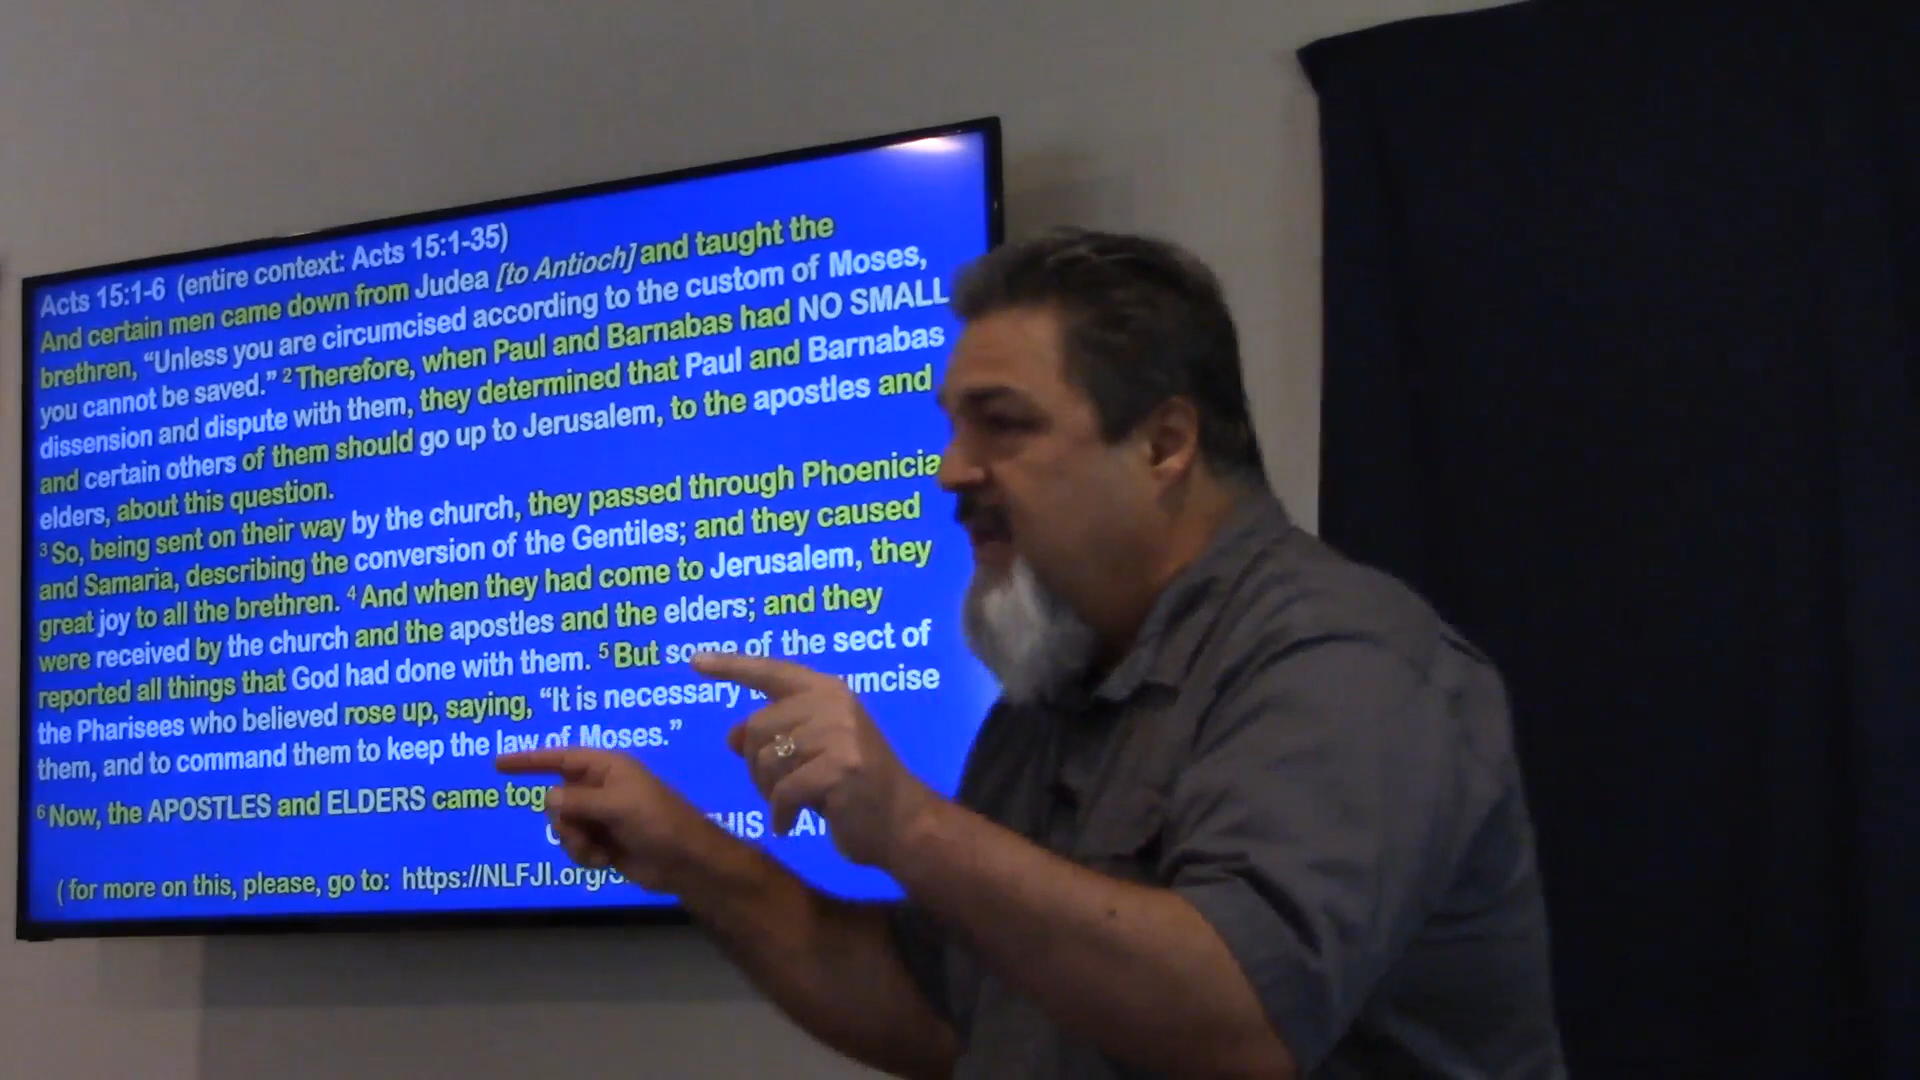 Acts 15:1-6 (entire context: Acts 15:1-35)
And certain men came down from Judea [to Antioch] and taught the
brethren, “Unless you are circumcised according to the custom of Moses,
you cannot be saved.” 2 Therefore, when Paul and Barnabas had NO SMALL
dissension and dispute with them, they determined that Paul and Barnabas
and certain others of them should go up to Jerusalem, to the apostles and
elders, about this question.
3 So, being sent on their way by the church, they passed through Phoenicia
and Samaria, describing the conversion of the Gentiles; and they caused
great joy to all the brethren. 4 And when they had come to Jerusalem, they
were received by the church and the apostles and the elders; and they
reported all things that God had done with them. 5 But some of the sect of
the Pharisees who believed rose up, saying, “It is necessary
them, and to command them to keep the law of Moses.”
6 Now, the APOSTLES and ELDERS came
( for more on this, please, go to: https://NLFJI.org/